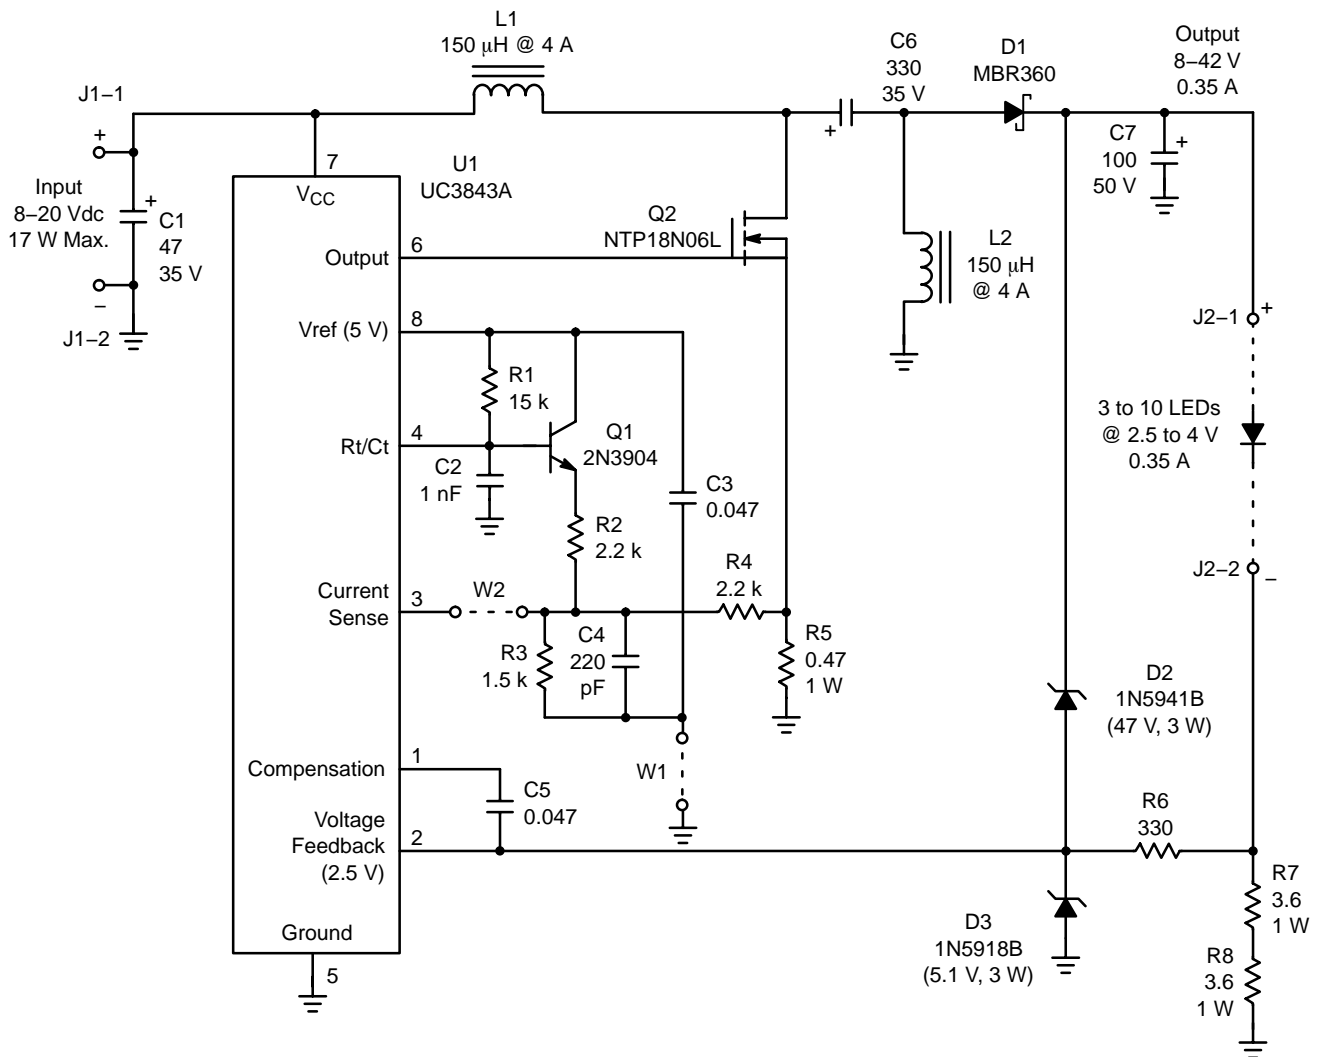 L1
150 μH @ 4 A
C6
330
35 V
D1
MBR360
Output
8–42 V
0.35 A
J1–1
+
Input
8–20 Vdc
17 W Max.
+
C1
47
35 V
–
J1–2
7
VCC
U1
UC3843A
+
C7
100
50 V
+
Q2
NTP18N06L
L2
150 μH
@ 4 A
Output
6
Vref (5 V)
8
R1
15 k
Rt/Ct
4
C2
1 nF
Q1
2N3904
R2
2.2 k
C3
0.047
J2–1
+
3 to 10 LEDs
@ 2.5 to 4 V
0.35 A
J2–2
–
Current
Sense
3
W2
R4
2.2 k
R3
1.5 k
C4
220
pF
R5
0.47
1 W
D2
1N5941B
(47 V, 3 W)
Compensation
1
C5
0.047
W1
Voltage
Feedback
(2.5 V)
2
R6
330
R7
3.6
1 W
D3
1N5918B
(5.1 V, 3 W)
R8
3.6
1 W
Ground
5